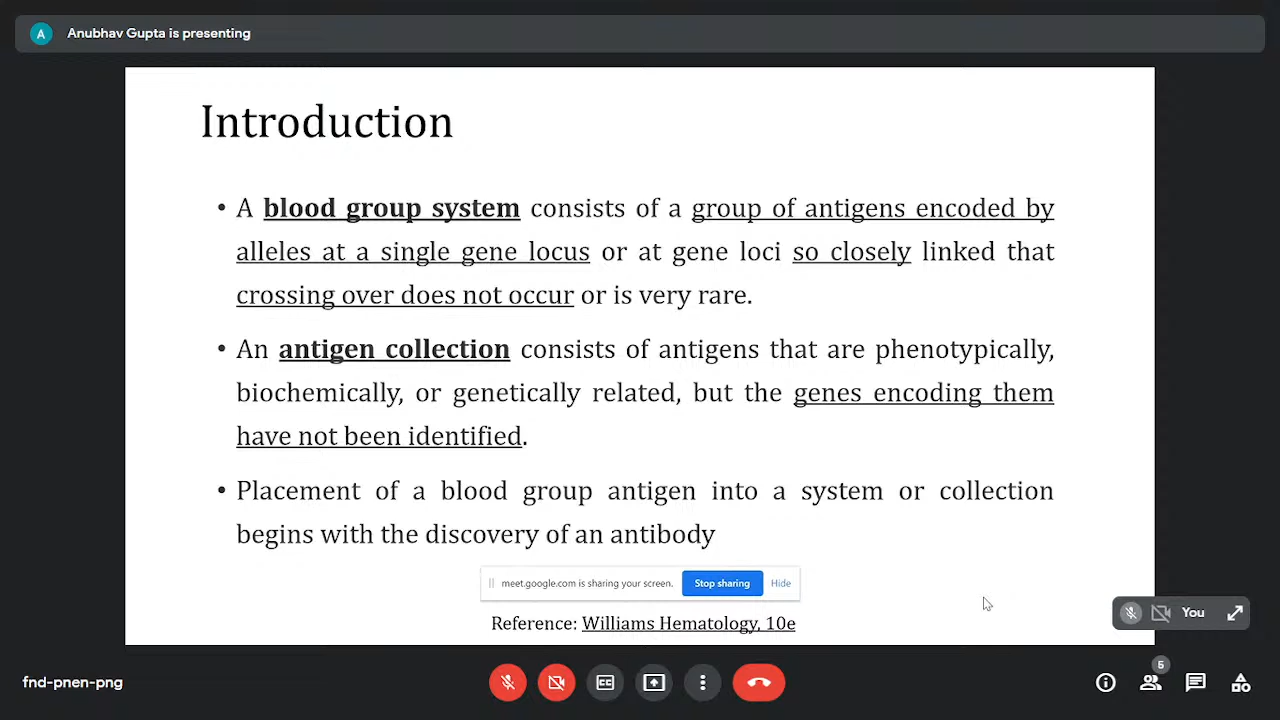 A
Anubhav Gupta is presenting
Introduction
• A blood group system consists of a group of antigens encoded by
alleles at a single gene locus or at gene loci so closely linked that
crossing over does not occur or is very rare.
• An antigen collection consists of antigens that are phenotypically,
biochemically, or genetically related, but the genes encoding them
have not been identified.
• Placement of a blood group antigen into a system or collection
begins with the discovery of an antibody
meet.google.com is sharing your screen. Stop sharing Hide
Reference: Williams Hematology, 10e
You
fnd-pnen-png
CC
5